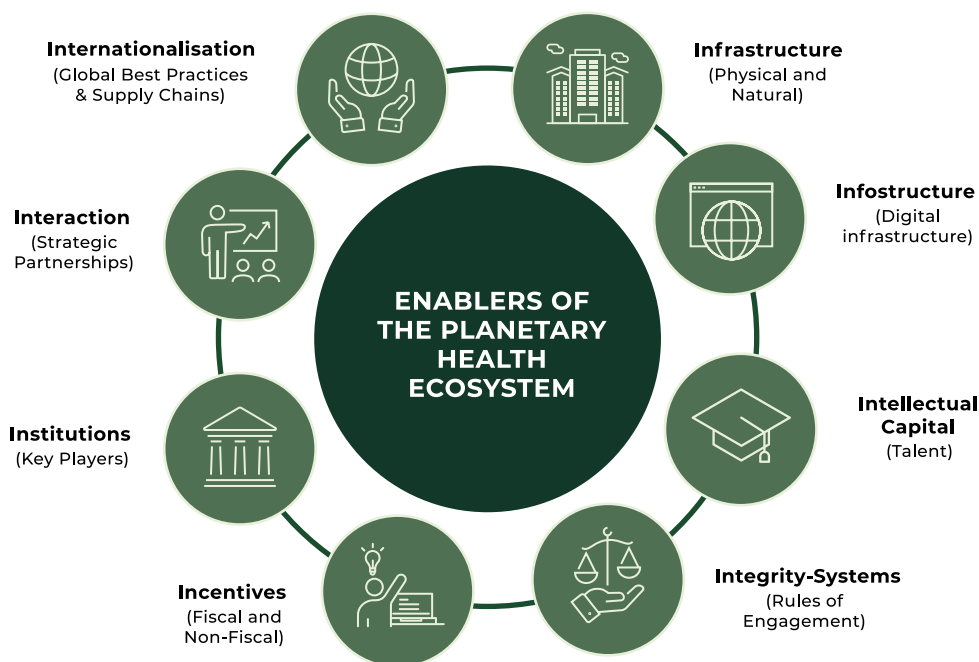 ENABLERS OF
THE PLANETARY
HEALTH
ECOSYSTEM
Infrastructure
(Physical and
Natural)
Infostructure
(Digital
infrastructure)
Intellectual
Capital
(Talent)
Integrity-Systems
(Rules of
Engagement)
Incentives
(Fiscal and
Non-Fiscal)
Institutions
(Key Players)
Interaction
(Strategic
Partnerships)
Internationalisation
(Global Best Practices
& Supply Chains)